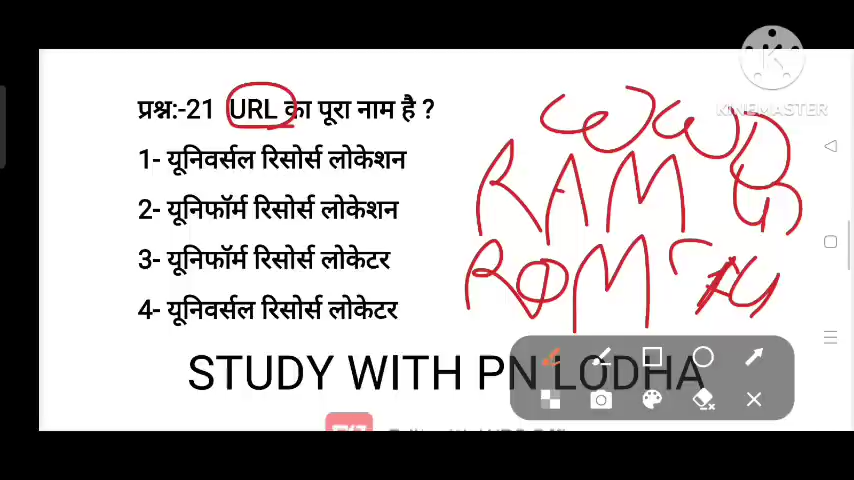 KINEMASTER
प्रश्न:-21 URL का पूरा नाम है ?
1- यूनिवर्सल रिसोर्स लोकेशन
2- यूनिफॉर्म रिसोर्स लोकेशन
3- यूनिफॉर्म रिसोर्स लोकेटर
4- यूनिवर्सल रिसोर्स लोकेटर
RAM
ROM
STUDY WITH PN LODHA